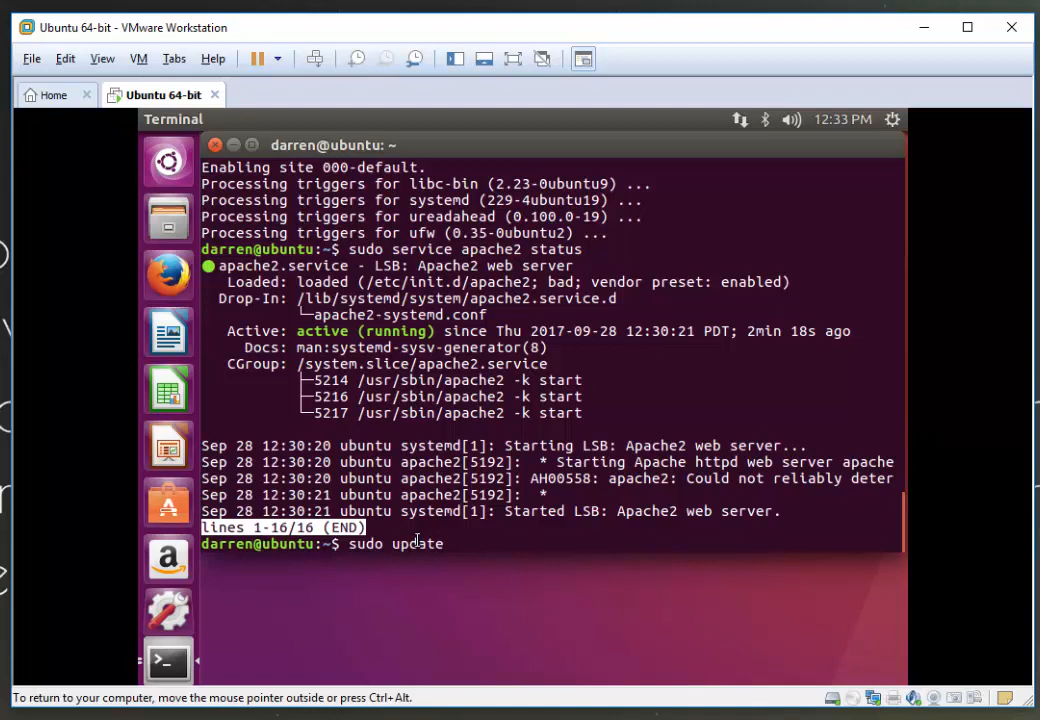 Ubuntu 64-bit - VMware Workstation
File Edit View VM Tabs Help
Home Ubuntu 64-bit
Terminal 12:33 PM
darren@ubuntu: ~
Enabling site 000-default.
Processing triggers for libc-bin (2.23-0ubuntu9) ...
Processing triggers for systemd (229-4ubuntu19) ...
Processing triggers for ureadahead (0.100.0-19) ...
Processing triggers for ufw (0.35-0ubuntu2) ...
darren@ubuntu:~$ sudo service apache2 status
● apache2.service - LSB: Apache2 web server
Loaded: loaded (/etc/init.d/apache2; bad; vendor preset: enabled)
Drop-In: /lib/systemd/system/apache2.service.d
└─apache2-systemd.conf
Active: active (running) since Thu 2017-09-28 12:30:21 PDT; 2min 18s ago
Docs: man:systemd-sysv-generator(8)
CGroup: /system.slice/apache2.service
├─5214 /usr/sbin/apache2 -k start
├─5216 /usr/sbin/apache2 -k start
└─5217 /usr/sbin/apache2 -k start
Sep 28 12:30:20 ubuntu systemd[1]: Starting LSB: Apache2 web server...
Sep 28 12:30:20 ubuntu apache2[5192]: * Starting Apache httpd web server apache
Sep 28 12:30:20 ubuntu apache2[5192]: AH00558: apache2: Could not reliably deter
Sep 28 12:30:21 ubuntu apache2[5192]: *
Sep 28 12:30:21 ubuntu systemd[1]: Started LSB: Apache2 web server.
lines 1-16/16 (END)
darren@ubuntu:~$ sudo update
To return to your computer, move the mouse pointer outside or press Ctrl+Alt.